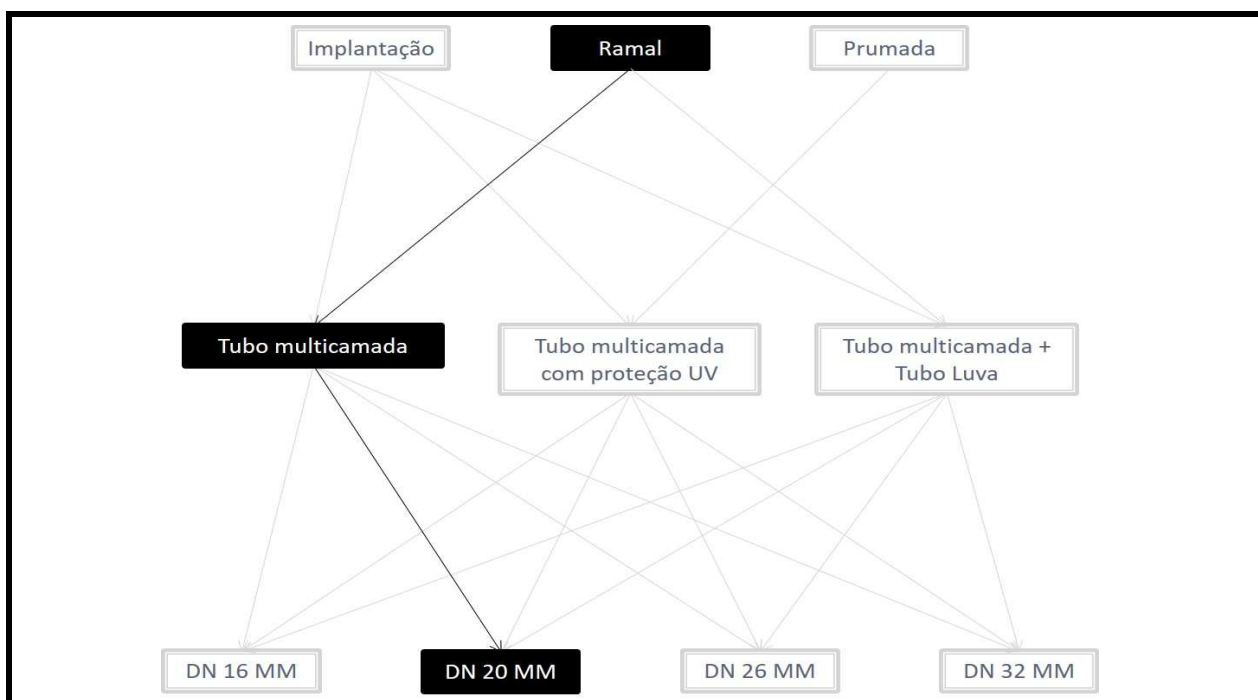 Implantação
Ramal
Prumada
Tubo multicamada
Tubo multicamada
com proteção UV
Tubo multicamada +
Tubo Luva
DN 16 MM
DN 20 MM
DN 26 MM
DN 32 MM